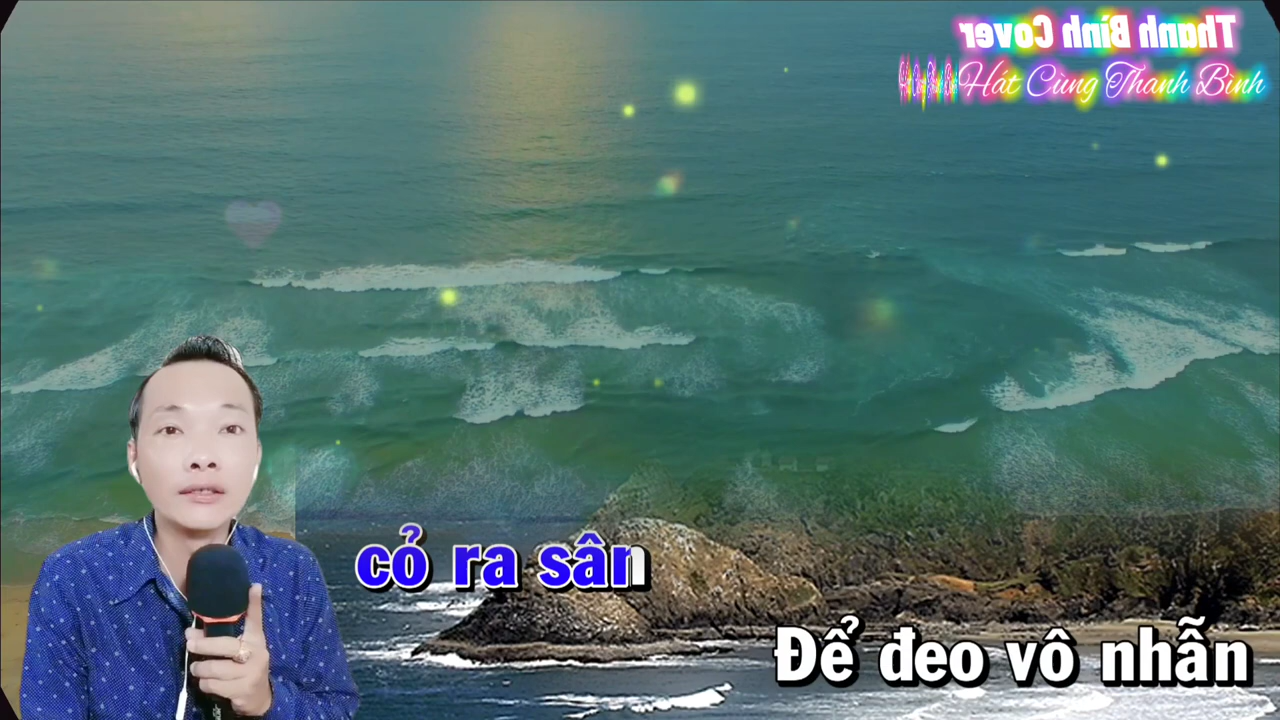 Thanh Bình Cover
Hát Cùng Thanh Bình
cỏ ra sân
Để đeo vô nhẫn